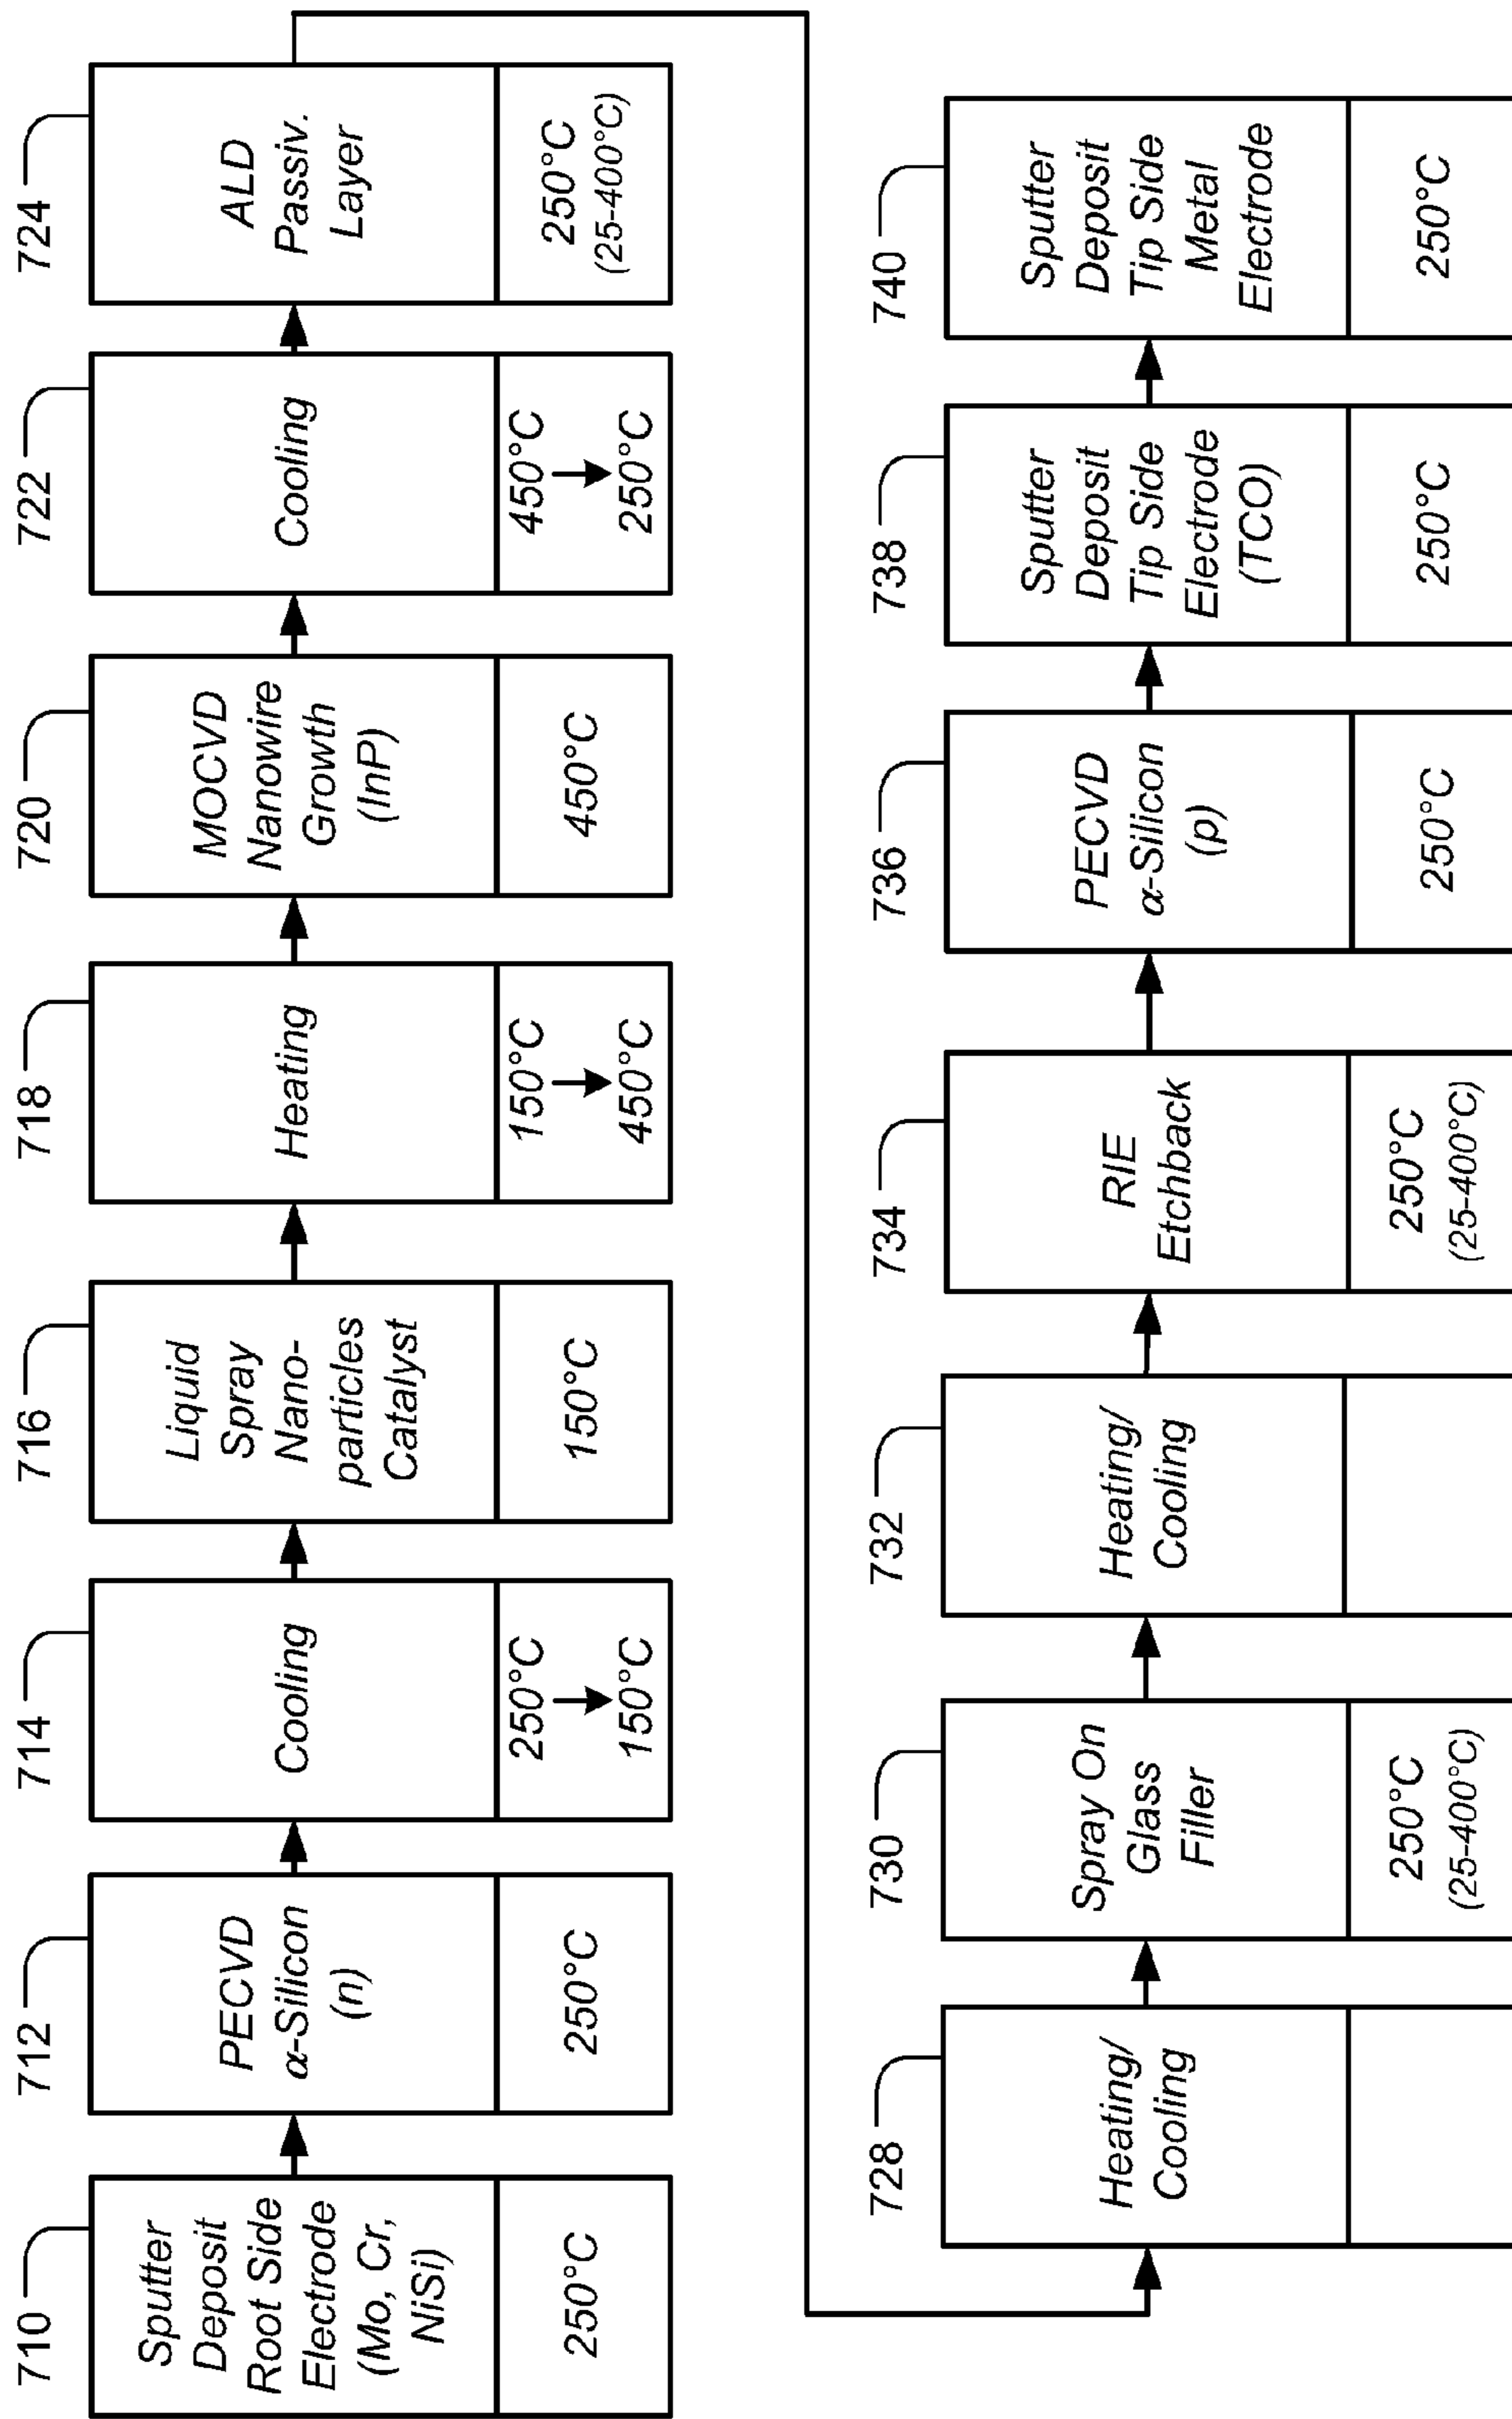 710
Sputter
Deposit
Root Side
Electrode
(Mo, Cr,
NiSi)
250°C
712
PECVD
α-Silicon
(n)
250°C
714
Cooling
250°C
150°C
716
Liquid
Spray
Nano-
particles
Catalyst
150°C
718
Heating
150°C
450°C
720
MOCVD
Nanowire
Growth
(InP)
450°C
722
Cooling
450°C
250°C
724
ALD
Passiv.
Layer
250°C
(25-400°C)
728
Heating/
Cooling
730
Spray On
Glass
Filler
250°C
(25-400°C)
732
Heating/
Cooling
734
RIE
Etchback
250°C
(25-400°C)
736
PECVD
α-Silicon
(p)
250°C
738
Sputter
Deposit
Tip Side
Electrode
(TCO)
250°C
740
Sputter
Deposit
Tip Side
Metal
Electrode
250°C